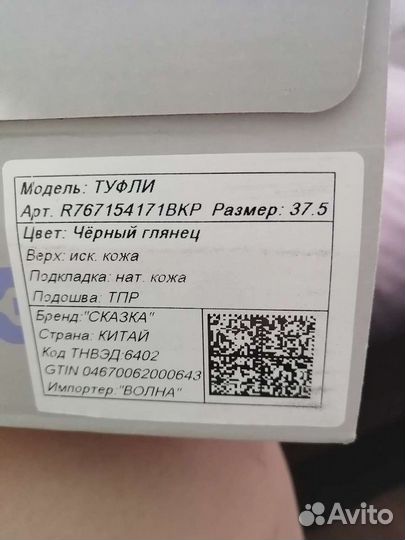 Модель: ТУФЛИ
Арт. R767154171BKP Размер: 37.5
Цвет: Чёрный глянец
Верх: иск. кожа
Подкладка: нат. кожа
Подошва: ТПР
Бренд:"СКАЗКА"
Страна: КИТАЙ
Код ТНВЭД:6402
GTIN 04670062000643
Импортер:"ВОЛНА"
Avito